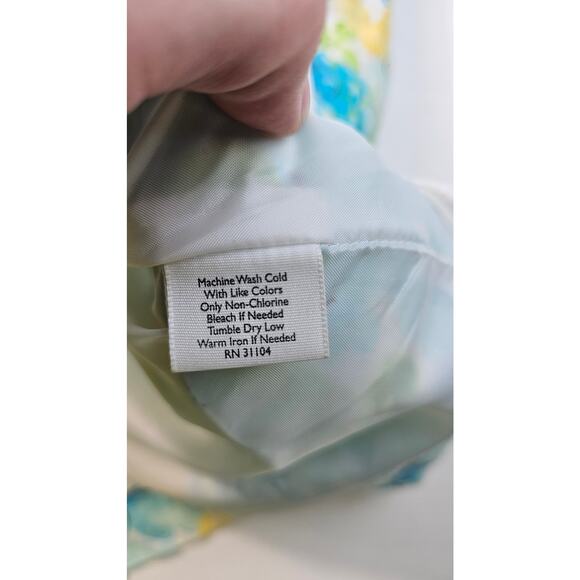 Machine Wash Cold
With Like Colors
Only Non-Chlorine
Bleach If Needed
Tumble Dry Low
Warm Iron If Needed
RN 31104